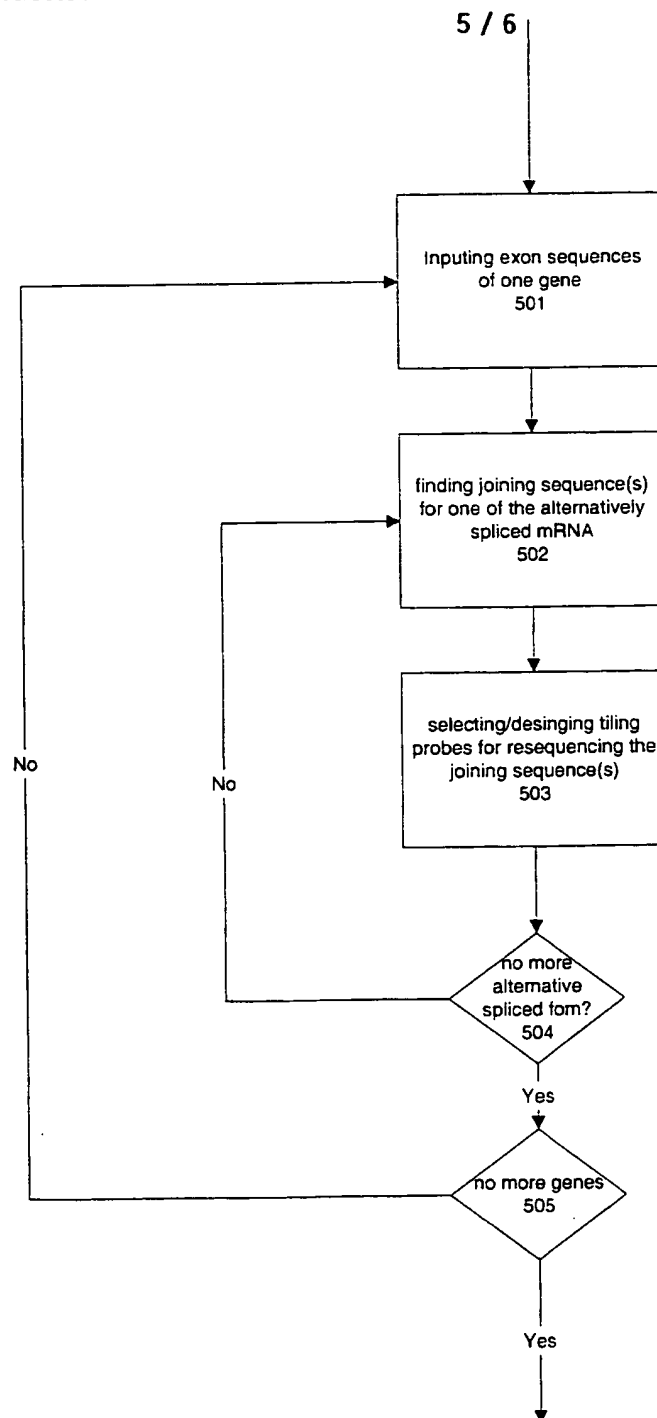 5 / 6
Inputing exon sequences
of one gene
501
finding joining sequence(s)
for one of the alternatively
spliced mRNA
502
selecting/desinging tiling
probes for resequencing the
joining sequence(s)
503
No
No
no more
alternative
spliced fom?
504
Yes
no more genes
505
Yes